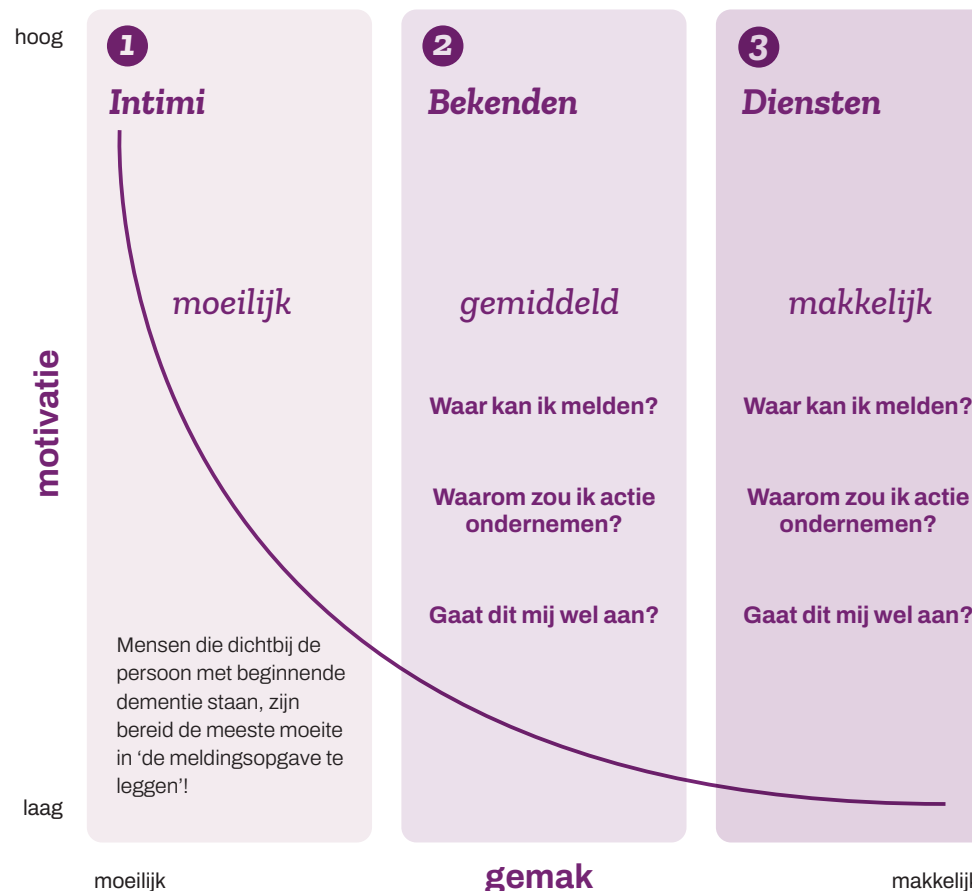 hoog
1
Intimi
moeilijk
Mensen die dichtbij de
persoon met beginnende
dementie staan, zijn
bereid de meeste moeite
in ‘de meldingsopgave te
leggen’!
2
Bekenden
gemiddeld
Waar kan ik melden?
Waarom zou ik actie
ondernemen?
Gaat dit mij wel aan?
3
Diensten
makkelijk
Waar kan ik melden?
Waarom zou ik actie
ondernemen?
Gaat dit mij wel aan?
motivatie
laag
moeilijk
gemak
makkelijk